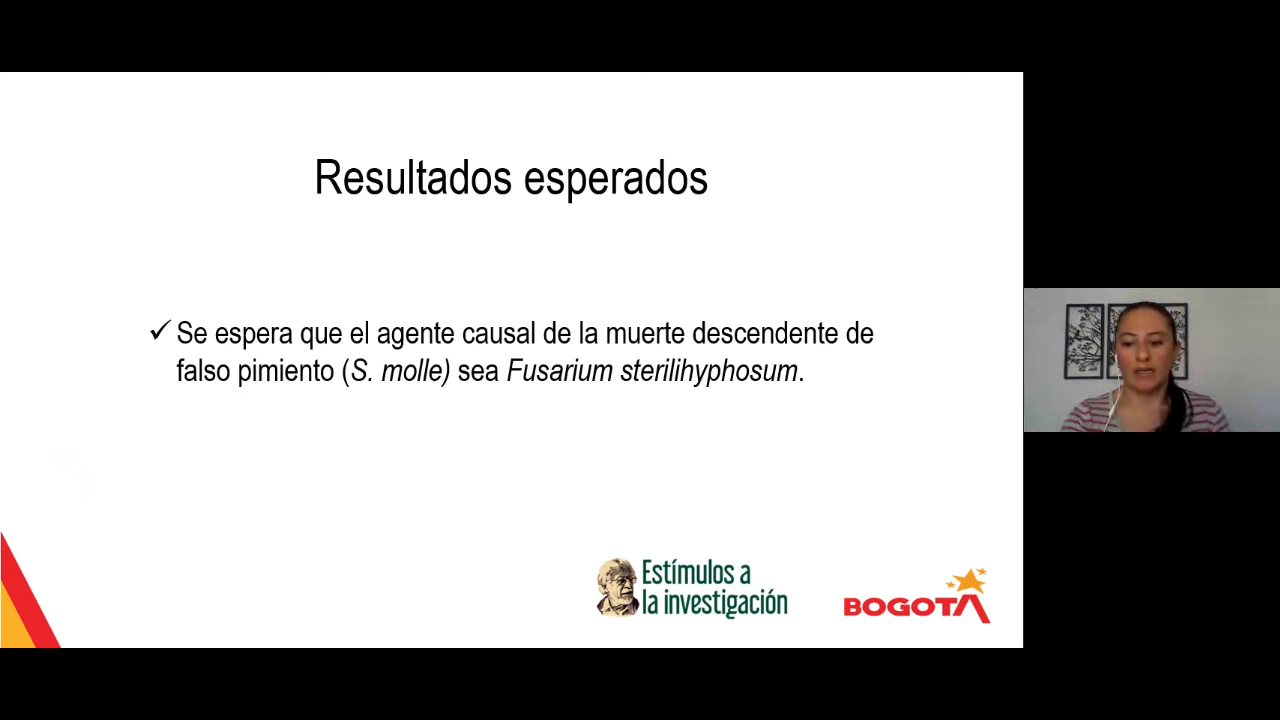 Resultados esperados
✓ Se espera que el agente causal de la muerte descendente de
falso pimiento (S. molle) sea Fusarium sterilihyphosum.
Estímulos a
la investigación
BOGOTA